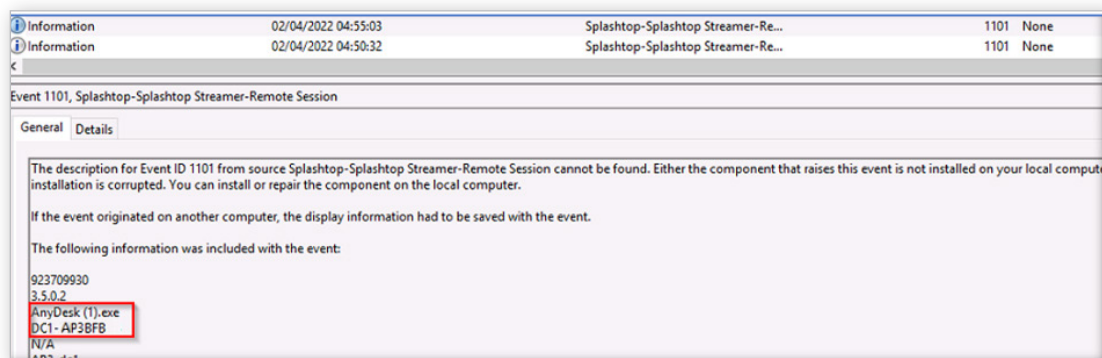 Information 02/04/2022 04:55:03 Splashtop-Splashtop Streamer-Re... 1101 None
Information 02/04/2022 04:50:32 Splashtop-Splashtop Streamer-Re... 1101 None
Event 1101, Splashtop-Splashtop Streamer-Remote Session
General Details
The description for Event ID 1101 from source Splashtop-Splashtop Streamer-Remote Session cannot be found. Either the component that raises this event is not installed on your local compute
installation is corrupted. You can install or repair the component on the local computer.
If the event originated on another computer, the display information had to be saved with the event.
The following information was included with the event:
923709930
3.5.0.2
AnyDesk (1).exe
DC1- AP3BFB
N/A